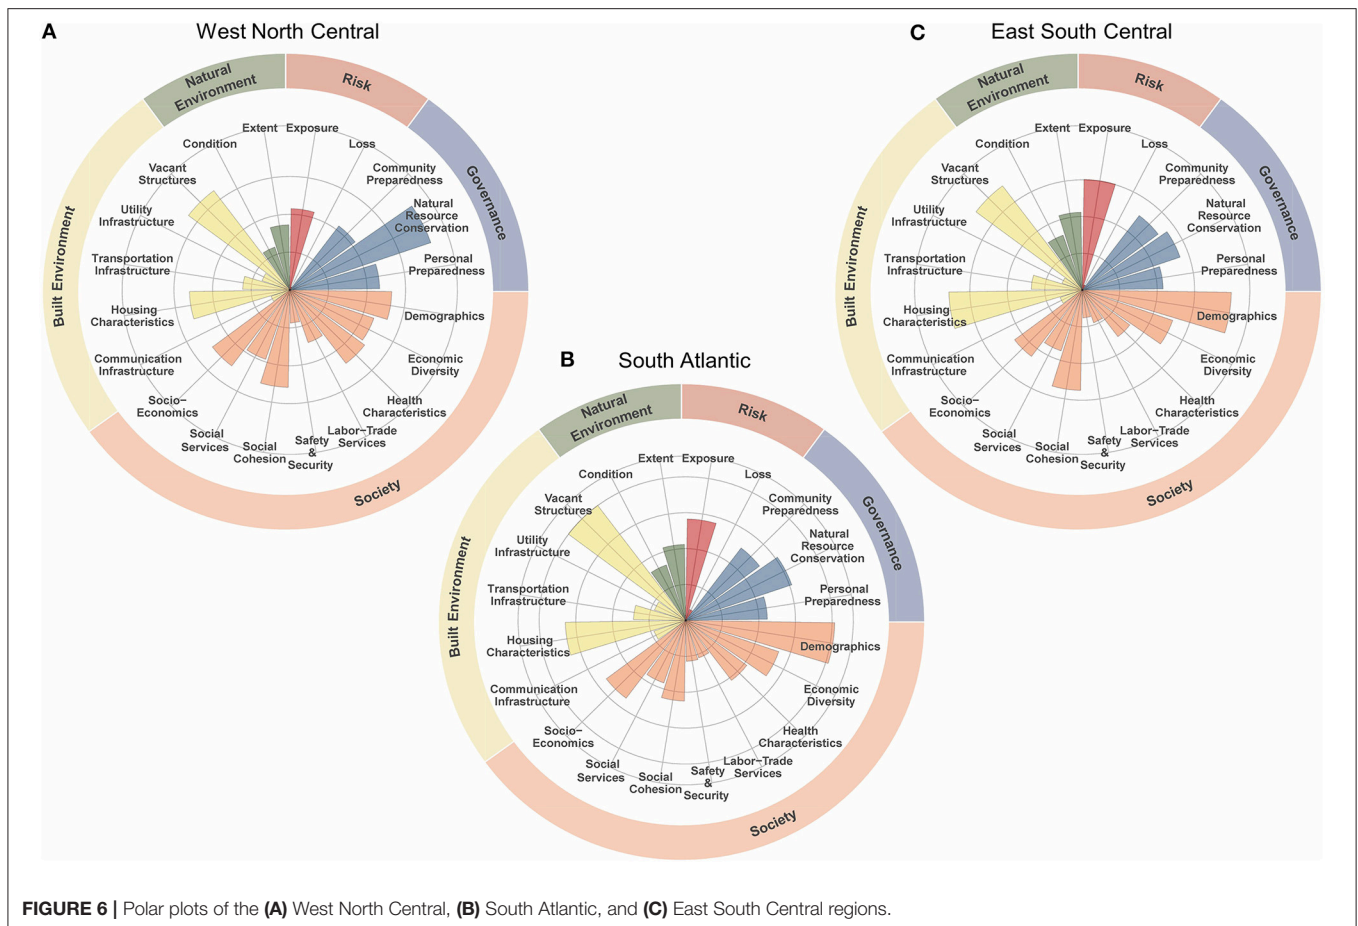 A
West North Central
Natural
Environment
Risk
Governance
Built Environment
Society
Extent
Exposure
Condition
Loss
Vacant
Structures
Community
Preparedness
Utility
Infrastructure
Natural
Resource
Conservation
Transportation
Infrastructure
Personal
Preparedness
Housing
Characteristics
Demographics
Communication
Infrastructure
Economic
Diversity
Socio−
Economics
Health
Characteristics
Social
Services
Social
Cohesion
Safety
&
Security
Labor−Trade
Services
B
South Atlantic
Natural
Environment
Risk
Governance
Built Environment
Society
Extent
Exposure
Condition
Loss
Vacant
Structures
Community
Preparedness
Utility
Infrastructure
Natural
Resource
Conservation
Transportation
Infrastructure
Personal
Preparedness
Housing
Characteristics
Demographics
Communication
Infrastructure
Economic
Diversity
Socio−
Economics
Health
Characteristics
Social
Services
Social
Cohesion
Safety
&
Security
Labor−Trade
Services
C
East South Central
Natural
Environment
Risk
Governance
Built Environment
Society
Extent
Exposure
Condition
Loss
Vacant
Structures
Community
Preparedness
Utility
Infrastructure
Natural
Resource
Conservation
Transportation
Infrastructure
Personal
Preparedness
Housing
Characteristics
Demographics
Communication
Infrastructure
Economic
Diversity
Socio−
Economics
Health
Characteristics
Social
Services
Social
Cohesion
Safety
&
Security
Labor−Trade
Services
FIGURE 6 | Polar plots of the (A) West North Central, (B) South Atlantic, and (C) East South Central regions.